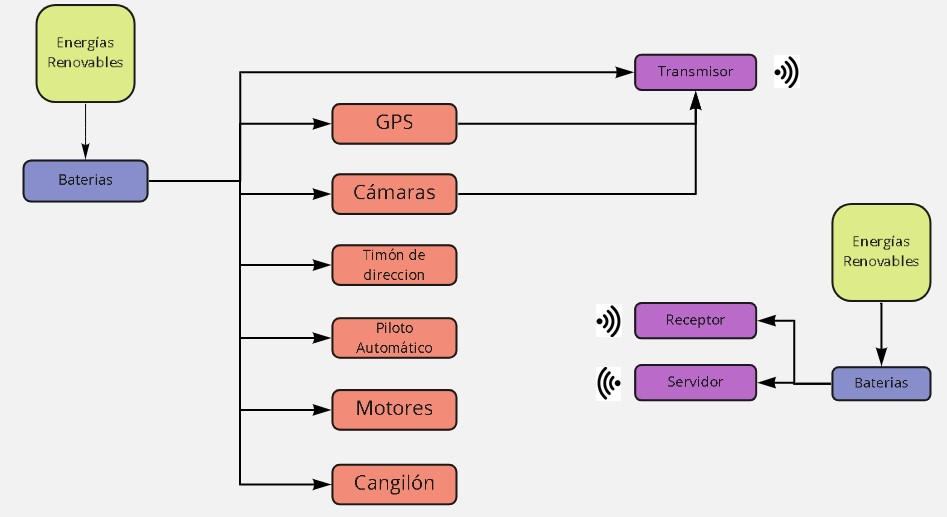 Energías
Renovables
Transmisor
GPS
Baterias
Cámaras
Timón de
direccion
Energías
Renovables
Receptor
Piloto
Automático
Servidor
Baterias
Motores
Cangilón